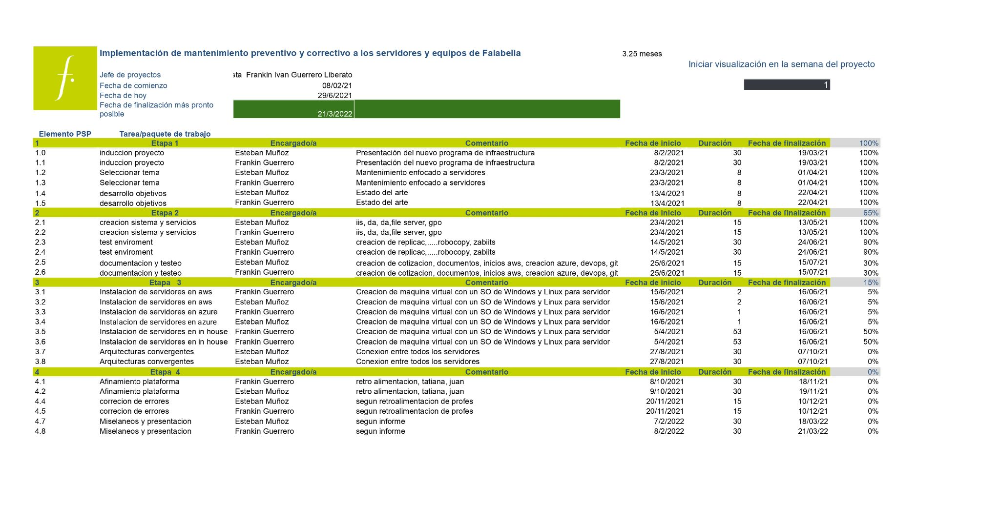 f.
Implementación de mantenimiento preventivo y correctivo a los servidores y equipos de Falabella 3.25 meses
Iniciar visualización en la semana del proyecto
Jefe de proyectos sta Frankin Ivan Guerrero Liberato
Fecha de comienzo 08/02/21 1
Fecha de hoy 29/6/2021
Fecha de finalización más pronto
posible 21/3/2022
Elemento PSP Tarea/paquete de trabajo
1 Etapa 1 Encargado/a Comentario Fecha de inicio Duración Fecha de finalización 100%
1.0 induccion proyecto Esteban Muñoz Presentación del nuevo programa de infraestructura 8/2/2021 30 19/03/21 100%
1.1 induccion proyecto Frankin Guerrero Presentación del nuevo programa de infraestructura 8/2/2021 30 19/03/21 100%
1.2 Seleccionar tema Esteban Muñoz Mantenimiento enfocado a servidores 23/3/2021 8 01/04/21 100%
1.3 Seleccionar tema Frankin Guerrero Mantenimiento enfocado a servidores 23/3/2021 8 01/04/21 100%
1.4 desarrollo objetivos Esteban Muñoz Estado del arte 13/4/2021 8 22/04/21 100%
1.5 desarrollo objetivos Frankin Guerrero Estado del arte 13/4/2021 8 22/04/21 100%
2 Etapa 2 Encargado/a Comentario Fecha de inicio Duración Fecha de finalización 65%
2.1 creacion sistema y servicios Esteban Muñoz iis, da, da,file server, gpo 23/4/2021 15 13/05/21 100%
2.2 creacion sistema y servicios Frankin Guerrero iis, da, da,file server, gpo 23/4/2021 15 13/05/21 100%
2.3 test enviroment Esteban Muñoz creacion de replicac,.....robocopy, zabiits 14/5/2021 30 24/06/21 90%
2.4 test enviroment Frankin Guerrero creacion de replicac,.....robocopy, zabiits 14/5/2021 30 24/06/21 90%
2.5 documentacion y testeo Esteban Muñoz creacion de cotizacion, documentos, inicios aws, creacion azure, devops, git 25/6/2021 15 15/07/21 30%
2.6 documentacion y testeo Frankin Guerrero creacion de cotizacion, documentos, inicios aws, creacion azure, devops, git 25/6/2021 15 15/07/21 30%
3 Etapa 3 Encargado/a Comentario Fecha de inicio Duración Fecha de finalización 15%
3.1 Instalacion de servidores en aws Frankin Guerrero Creacion de maquina virtual con un SO de Windows y Linux para servidor 15/6/2021 2 16/06/21 5%
3.2 Instalacion de servidores en aws Esteban Muñoz Creacion de maquina virtual con un SO de Windows y Linux para servidor 15/6/2021 2 16/06/21 5%
3.3 Instalacion de servidores en azure Frankin Guerrero Creacion de maquina virtual con un SO de Windows y Linux para servidor 16/6/2021 1 16/06/21 5%
3.4 Instalacion de servidores en azure Esteban Muñoz Creacion de maquina virtual con un SO de Windows y Linux para servidor 16/6/2021 1 16/06/21 5%
3.5 Instalacion de servidores en in house Frankin Guerrero Creacion de maquina virtual con un SO de Windows y Linux para servidor 5/4/2021 53 16/06/21 50%
3.6 Instalacion de servidores en in house Frankin Guerrero Creacion de maquina virtual con un SO de Windows y Linux para servidor 5/4/2021 53 16/06/21 50%
3.7 Arquitecturas convergentes Esteban Muñoz Conexion entre todos los servidores 27/8/2021 30 07/10/21 0%
3.8 Arquitecturas convergentes Esteban Muñoz Conexion entre todos los servidores 27/8/2021 30 07/10/21 0%
4 Etapa 4 Encargado/a Comentario Fecha de inicio Duración Fecha de finalización 0%
4.1 Afinamiento plataforma Frankin Guerrero retro alimentacion, tatiana, juan 8/10/2021 30 18/11/21 0%
4.2 Afinamiento plataforma Esteban Muñoz retro alimentacion, tatiana, juan 9/10/2021 30 19/11/21 0%
4.4 correcion de errores Esteban Muñoz segun retroalimentacion de profes 20/11/2021 15 10/12/21 0%
4.5 correcion de errores Frankin Guerrero segun retroalimentacion de profes 20/11/2021 15 10/12/21 0%
4.7 Miselaneos y presentacion Esteban Muñoz segun informe 7/2/2022 30 18/03/22 0%
4.8 Miselaneos y presentacion Frankin Guerrero segun informe 8/2/2022 30 21/03/22 0%